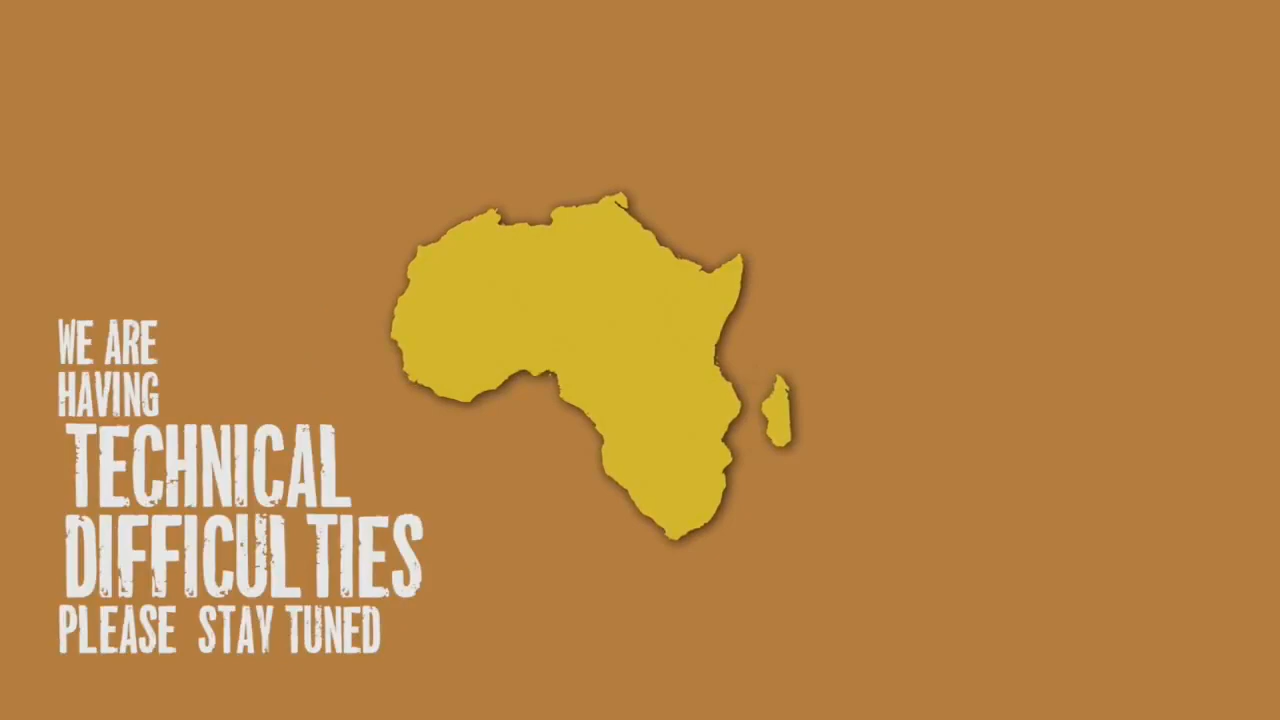 WE ARE
HAVING
TECHNICAL
DIFFICULTIES
PLEASE STAY TUNED